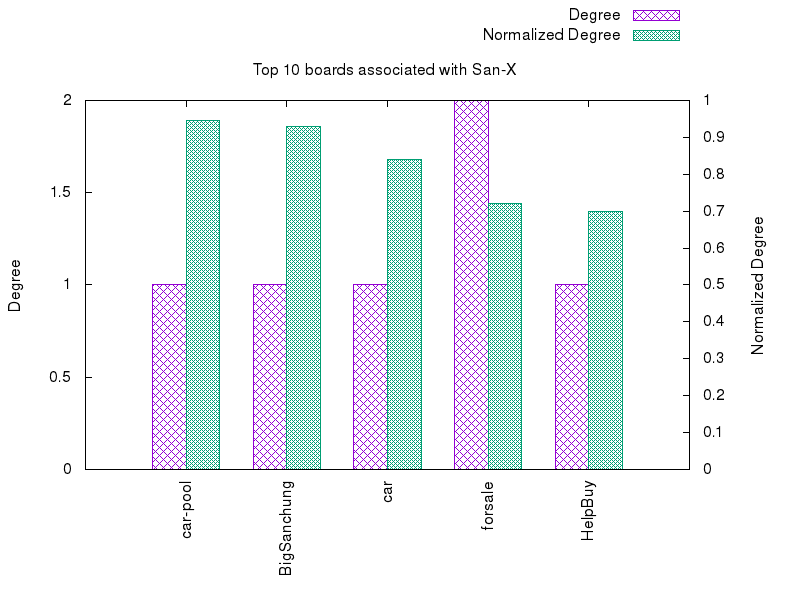 Degree
Normalized Degree
Top 10 boards associated with San-X
2
1.5
1
0.5
0
Degree
1
0.9
0.8
0.7
0.6
0.5
0.4
0.3
0.2
0.1
0
Normalized Degree
car-pool
BigSanchung
car
forsale
HelpBuy